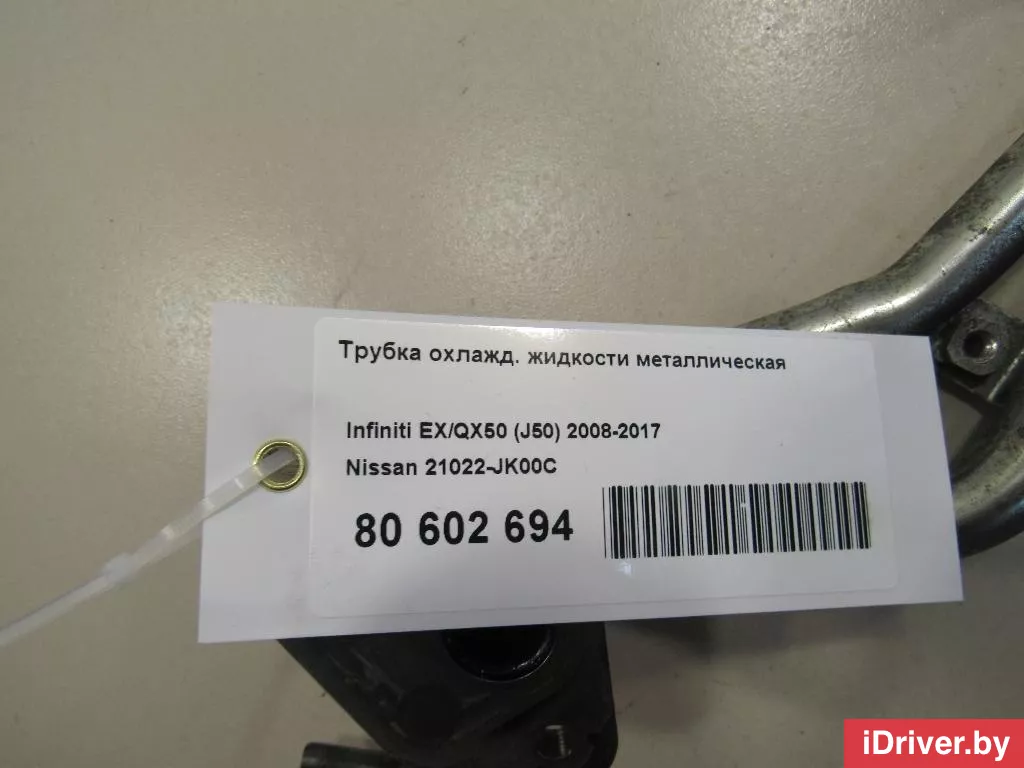 Трубка охлажд. жидкости металлическая
Infiniti EX/QX50 (J50) 2008-2017
Nissan 21022-JK00C
80 602 694
iDriver.by